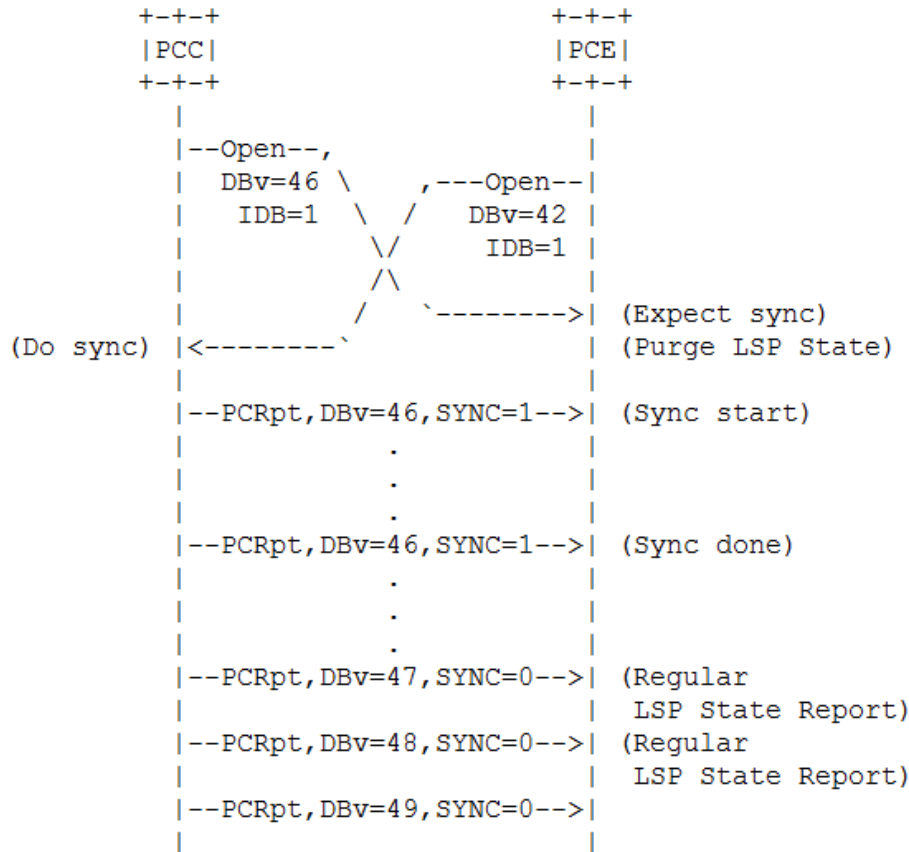 +-+-+                    +-+-+
                  |PCC|                    |PCE|
                  +-+-+                    +-+-+
                    |                        |
                    |--Open--,               |
                    |  DBv=46 \    ,---Open--|
                    |   IDB=1  \  /   DBv=42 |
                    |           \/     IDB=1 |
                    |           /\           |
                    |          /   `-------->| (Expect sync)
          (Do sync) |<--------`              | (Purge LSP State)
                    |                        |
                    |--PCRpt,DBv=46,SYNC=1-->| (Sync start)
                    |            .           |
                    |            .           |
                    |            .           |
                    |--PCRpt,DBv=46,SYNC=1-->| (Sync done)
                    |            .           |
                    |            .           |
                    |            .           |
                    |--PCRpt,DBv=47,SYNC=0-->| (Regular
                    |                        |  LSP State Report)
                    |--PCRpt,DBv=48,SYNC=0-->| (Regular
                    |                        |  LSP State Report)
                    |--PCRpt,DBv=49,SYNC=0-->|
                    |                        |